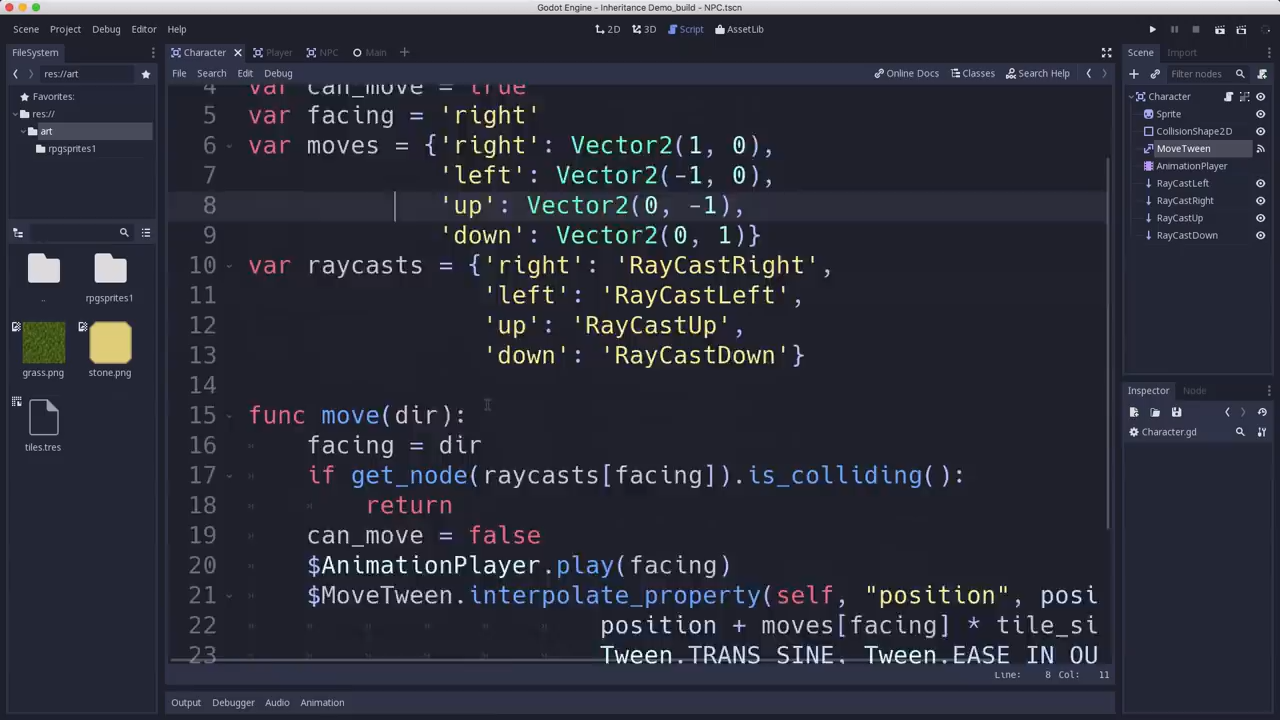 Godot Engine - Inheritance Demo_build - NPC.tscn
Scene Project Debug Editor Help
2D 3D Script AssetLib
FileSystem
Character Player NPC Main
Scene Import
res://art
File Search Edit Debug
Online Docs Classes Search Help
Filter nodes
Favorites:
res://
art
rpgsprites1
..
rpgsprites1
grass.png stone.png
tiles.tres
4 var can_move = true
5 var facing = 'right'
6 var moves = {'right': Vector2(1, 0),
7 'left': Vector2(-1, 0),
8 'up': Vector2(0, -1),
9 'down': Vector2(0, 1)}
10 var raycasts = {'right': 'RayCastRight',
11 'left': 'RayCastLeft',
12 'up': 'RayCastUp',
13 'down': 'RayCastDown'}
14
15 func move(dir):
16 facing = dir
17 if get_node(raycasts[facing]).is_colliding():
18 return
19 can_move = false
20 $AnimationPlayer.play(facing)
21 $MoveTween.interpolate_property(self, "position", posi
22 position + moves[facing] * tile_si
23 Tween.TRANS_SINE, Tween.EASE_IN_OU
Line: 8 Col: 11
Output Debugger Audio Animation
Character
Sprite
CollisionShape2D
MoveTween
AnimationPlayer
RayCastLeft
RayCastRight
RayCastUp
RayCastDown
Inspector Node
Character.gd